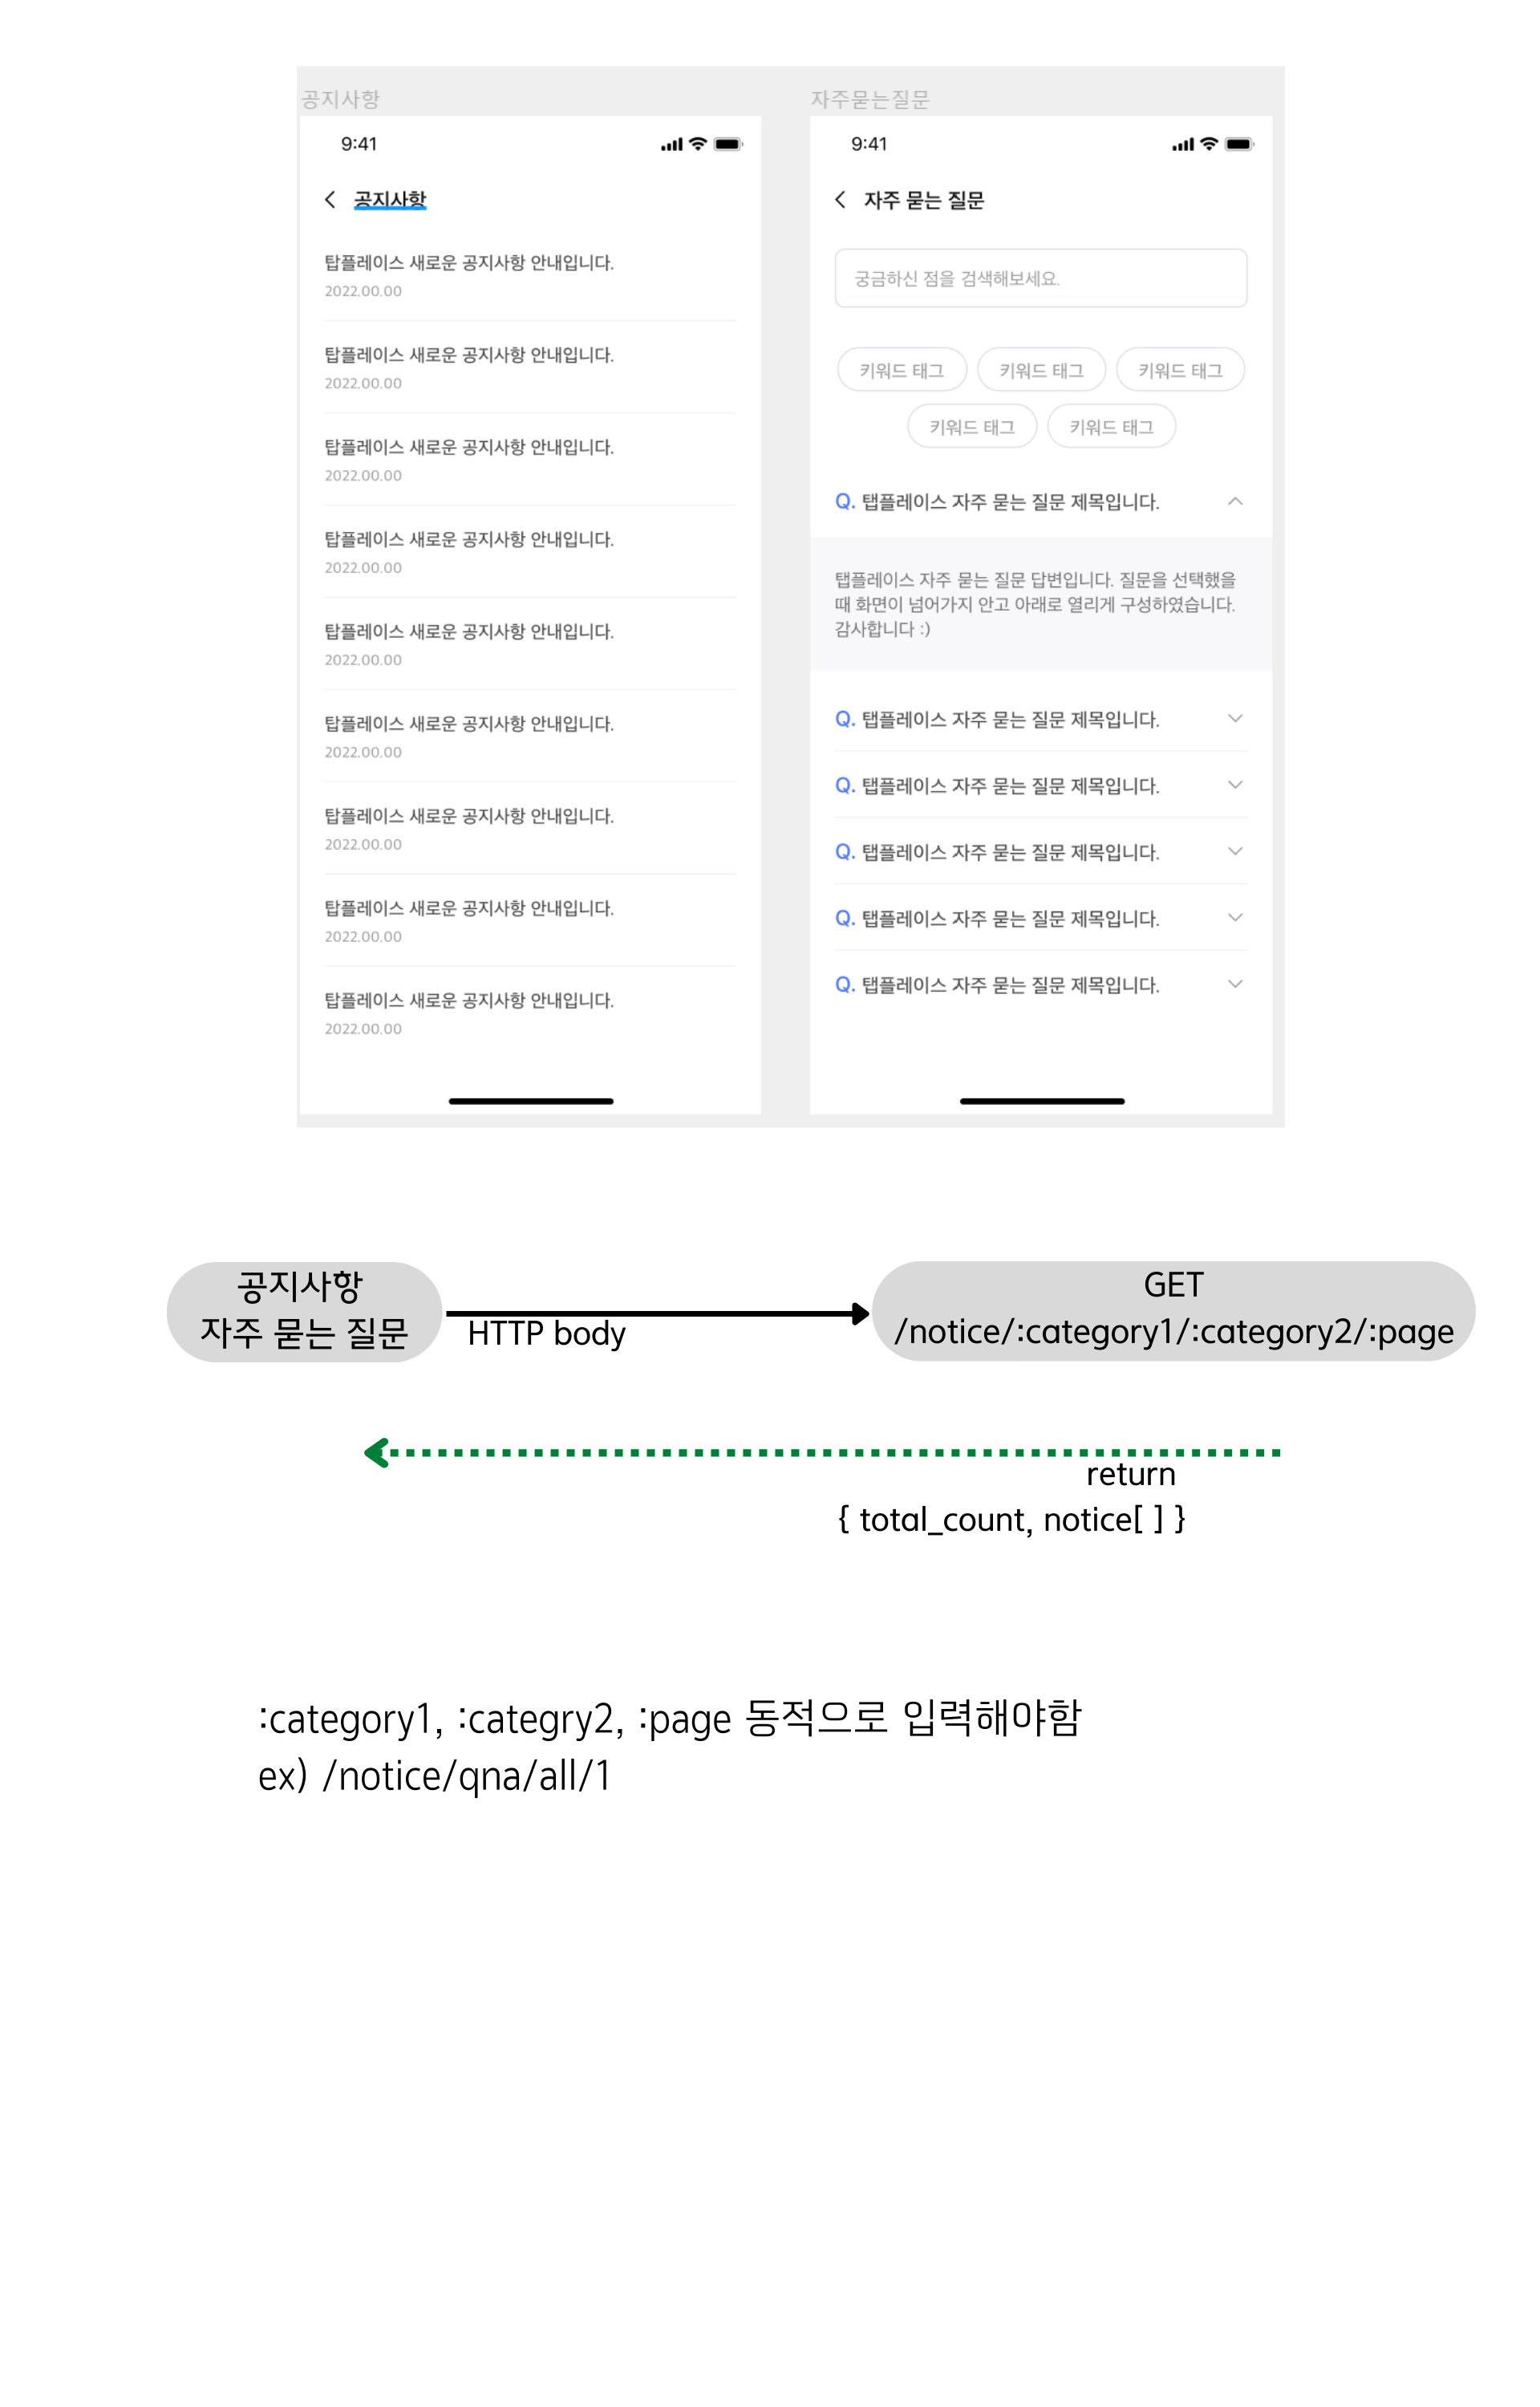 공지사항
9:41
공지사항
탑플레이스 새로운 공지사항 안내입니다.
2022.00.00
탑플레이스 새로운 공지사항 안내입니다.
2022.00.00
탑플레이스 새로운 공지사항 안내입니다.
2022.00.00
탑플레이스 새로운 공지사항 안내입니다.
2022.00.00
탑플레이스 새로운 공지사항 안내입니다.
2022.00.00
탑플레이스 새로운 공지사항 안내입니다.
2022.00.00
탑플레이스 새로운 공지사항 안내입니다.
2022.00.00
탑플레이스 새로운 공지사항 안내입니다.
2022.00.00
탑플레이스 새로운 공지사항 안내입니다.
2022.00.00
자주묻는질문
9:41
자주 묻는 질문
궁금하신 점을 검색해보세요.
키워드 태그 키워드 태그 키워드 태그
키워드 태그 키워드 태그
Q. 탭플레이스 자주 묻는 질문 제목입니다.
탭플레이스 자주 묻는 질문 답변입니다. 질문을 선택했을
때 화면이 넘어가지 안고 아래로 열리게 구성하였습니다.
감사합니다 :)
Q. 탭플레이스 자주 묻는 질문 제목입니다.
Q. 탭플레이스 자주 묻는 질문 제목입니다.
Q. 탭플레이스 자주 묻는 질문 제목입니다.
Q. 탭플레이스 자주 묻는 질문 제목입니다.
Q. 탭플레이스 자주 묻는 질문 제목입니다.
공지사항
자주 묻는 질문
HTTP body
GET
/notice/:category1/:category2/:page
return
{ total_count, notice[ ] }
:category1, :categry2, :page 동적으로 입력해야함
ex) /notice/qna/all/1